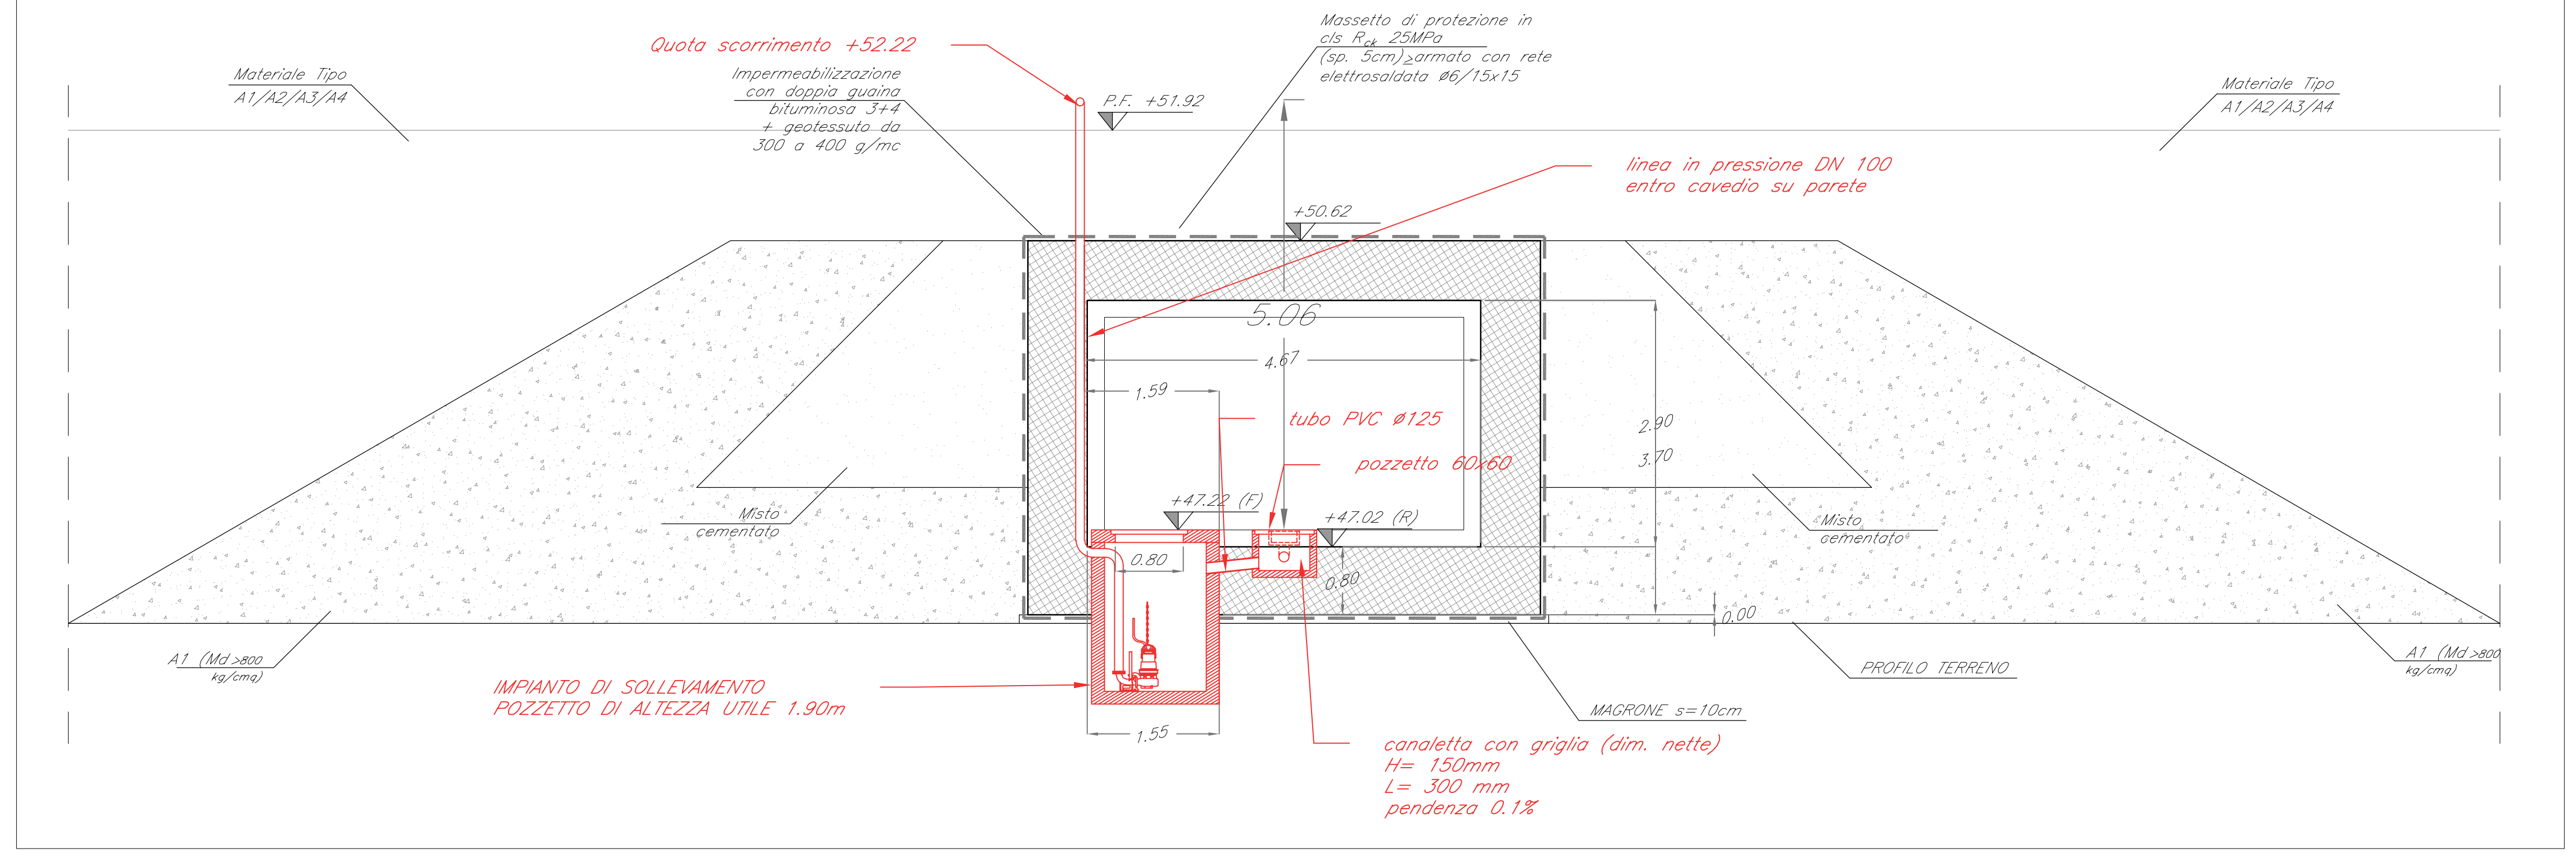 Quota scorrimento +52.22
Massetto di protezione in
cls Rck 25MPa
(sp. 5cm)≥armato con rete
elettrosaldata ø6/15x15
Materiale Tipo
A1/A2/A3/A4
Impermeabilizzazione
con doppia guaina
bituminosa 3+4
+ geotessuto da
300 a 400 g/mc
P.F. +51.92
Materiale Tipo
A1/A2/A3/A4
linea in pressione DN 100
entro cavedio su parete
+50.62
5.06
4.67
1.59
tubo PVC ø125
2.90
3.70
pozzetto 60x60
+47.22 (F)
+47.02 (R)
Misto
cementato
Misto
cementato
0.80
0.80
0.00
A1 (Md >800
kg/cmq)
A1 (Md >800
kg/cmq)
PROFILO TERRENO
IMPIANTO DI SOLLEVAMENTO
POZZETTO DI ALTEZZA UTILE 1.90m
MAGRONE s=10cm
1.55
canaletta con griglia (dim. nette)
H= 150mm
L= 300 mm
pendenza 0.1%